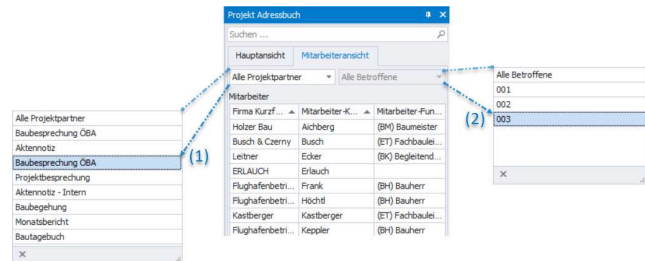 Projekt Adressbuch
Suchen ...
Hauptansicht Mitarbeiteransicht
Alle Projektpartner Alle Betroffene
Mitarbeiter
Firma Kurzf... Mitarbeiter-K... Mitarbeiter-Fun...
Holzer Bau Aichberg (BM) Baumeister
Busch & Czerny Busch (ET) Fachbaulei...
Leitner Ecker (BK) Begleitend...
ERLAUCH Erlauch
Flughafenbetri... Frank (BH) Bauherr
Flughafenbetri... Höchtl (BH) Bauherr
Kastberger Kastberger (ET) Fachbaulei...
Flughafenbetri... Keppler (BH) Bauherr
Alle Projektpartner
Baubesprechung ÖBA
Aktennotiz
Baubesprechung ÖBA
Projektbesprechung
Aktennotiz - Intern
Baubegehung
Monatsbericht
Bautagebuch
(1)
(2)
Alle Betroffene
001
002
003